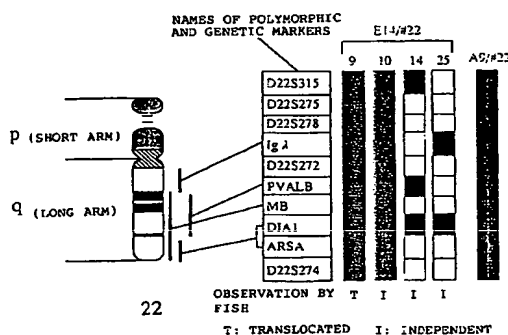 NAMES OF POLYMORPHIC
AND GENETIC MARKERS
E14/#22
9 10 14 25 A9/#22
D22S315
D22S275
D22S278
Igλ
D22S272
PVALB
MB
DIA1
ARSA
D22S274
p (SHORT ARM)
q (LONG ARM)
22
OBSERVATION BY
FISH
T I I I
T: TRANSLOCATED I: INDEPENDENT